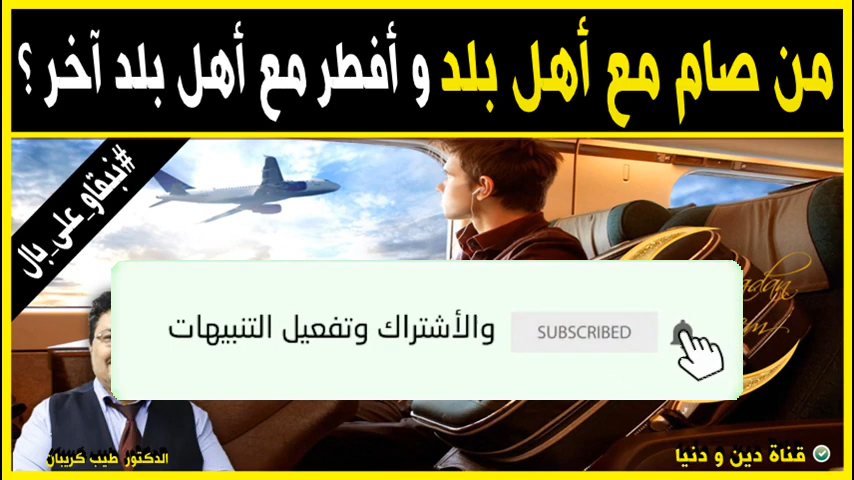 من صام مع أهل بلد و أفطر مع أهل بلد آخر ؟
#نبقاو_على_بال
والأشتراك وتفعيل التنبيهات
SUBSCRIBED
الدكتور طيب كريبان
قناة دين و دنيا